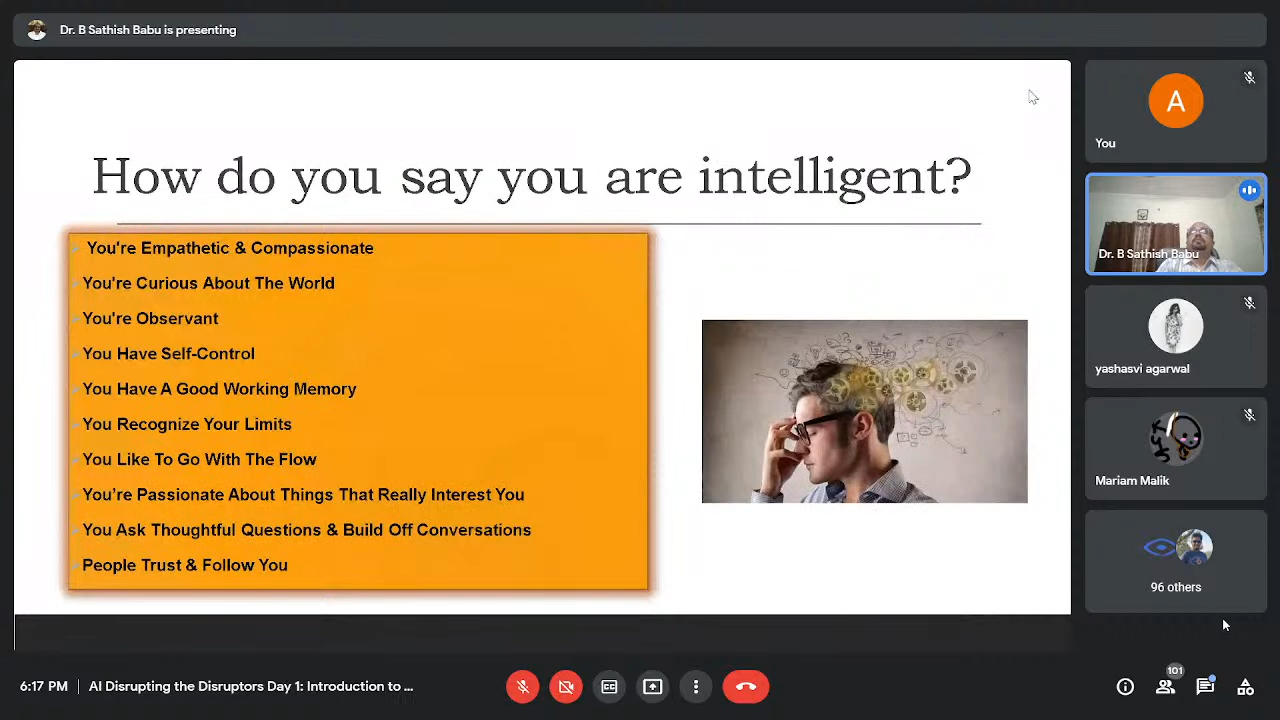 Dr. B Sathish Babu is presenting
How do you say you are intelligent?
You're Empathetic & Compassionate
You're Curious About The World
You're Observant
You Have Self-Control
You Have A Good Working Memory
You Recognize Your Limits
You Like To Go With The Flow
You’re Passionate About Things That Really Interest You
You Ask Thoughtful Questions & Build Off Conversations
People Trust & Follow You
A
You
Dr. B Sathish Babu
yashasvi agarwal
Mariam Malik
96 others
6:17 PM | AI Disrupting the Disruptors Day 1: Introduction to ...
101